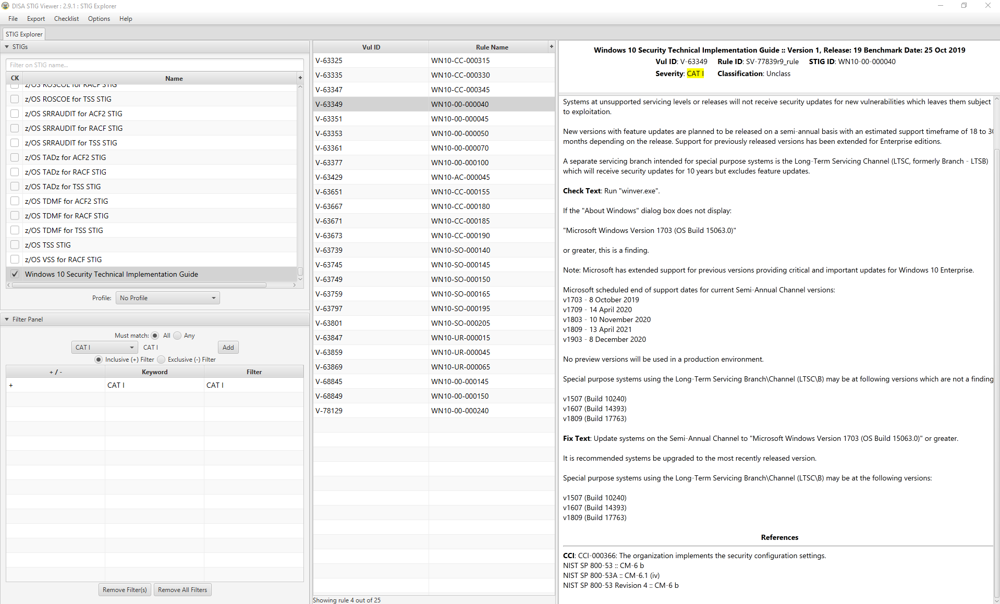 DISA STIG Viewer : 2.9.1 : STIG Explorer
File Export Checklist Options Help
STIG Explorer
STIGs
Filter on STIG name...
CK Name +
z/OS ROSCOE for RACF STIG
z/OS ROSCOE for TSS STIG
z/OS SRRAUDIT for ACF2 STIG
z/OS SRRAUDIT for RACF STIG
z/OS SRRAUDIT for TSS STIG
z/OS TADz for ACF2 STIG
z/OS TADz for RACF STIG
z/OS TADz for TSS STIG
z/OS TDMF for ACF2 STIG
z/OS TDMF for RACF STIG
z/OS TDMF for TSS STIG
z/OS TSS STIG
z/OS VSS for RACF STIG
Windows 10 Security Technical Implementation Guide
Profile: No Profile
Filter Panel
Must match: All Any
CAT I CAT I Add
Inclusive (+) Filter Exclusive (-) Filter
+ / - Keyword Filter
+ CAT I CAT I
Remove Filter(s) Remove All Filters
Vul ID Rule Name +
V-63325 WN10-CC-000315
V-63335 WN10-CC-000330
V-63347 WN10-CC-000345
V-63349 WN10-00-000040
V-63351 WN10-00-000045
V-63353 WN10-00-000050
V-63361 WN10-00-000070
V-63377 WN10-00-000100
V-63429 WN10-AC-000045
V-63651 WN10-CC-000155
V-63667 WN10-CC-000180
V-63671 WN10-CC-000185
V-63673 WN10-CC-000190
V-63739 WN10-SO-000140
V-63745 WN10-SO-000145
V-63749 WN10-SO-000150
V-63759 WN10-SO-000165
V-63797 WN10-SO-000195
V-63801 WN10-SO-000205
V-63847 WN10-UR-000015
V-63859 WN10-UR-000045
V-63869 WN10-UR-000065
V-68845 WN10-00-000145
V-68849 WN10-00-000150
V-78129 WN10-00-000240
Showing rule 4 out of 25
Windows 10 Security Technical Implementation Guide :: Version 1, Release: 19 Benchmark Date: 25 Oct 2019
Vul ID: V-63349 Rule ID: SV-77839r9_rule STIG ID: WN10-00-000040
Severity: CAT I Classification: Unclass
Systems at unsupported servicing levels or releases will not receive security updates for new vulnerabilities which leaves them subject
to exploitation.
New versions with feature updates are planned to be released on a semi-annual basis with an estimated support timeframe of 18 to 30
months depending on the release. Support for previously released versions has been extended for Enterprise editions.
A separate servicing branch intended for special purpose systems is the Long-Term Servicing Channel (LTSC, formerly Branch - LTSB)
which will receive security updates for 10 years but excludes feature updates.
Check Text: Run "winver.exe".
If the "About Windows" dialog box does not display:
"Microsoft Windows Version 1703 (OS Build 15063.0)"
or greater, this is a finding.
Note: Microsoft has extended support for previous versions providing critical and important updates for Windows 10 Enterprise.
Microsoft scheduled end of support dates for current Semi-Annual Channel versions:
v1703 - 8 October 2019
v1709 - 14 April 2020
v1803 - 10 November 2020
v1809 - 13 April 2021
v1903 - 8 December 2020
No preview versions will be used in a production environment.
Special purpose systems using the Long-Term Servicing Branch\Channel (LTSC\B) may be at following versions which are not a finding
v1507 (Build 10240)
v1607 (Build 14393)
v1809 (Build 17763)
Fix Text: Update systems on the Semi-Annual Channel to "Microsoft Windows Version 1703 (OS Build 15063.0)" or greater.
It is recommended systems be upgraded to the most recently released version.
Special purpose systems using the Long-Term Servicing Branch\Channel (LTSC\B) may be at the following versions:
v1507 (Build 10240)
v1607 (Build 14393)
v1809 (Build 17763)
References
CCI: CCI-000366: The organization implements the security configuration settings.
NIST SP 800-53 :: CM-6 b
NIST SP 800-53A :: CM-6.1 (iv)
NIST SP 800-53 Revision 4 :: CM-6 b